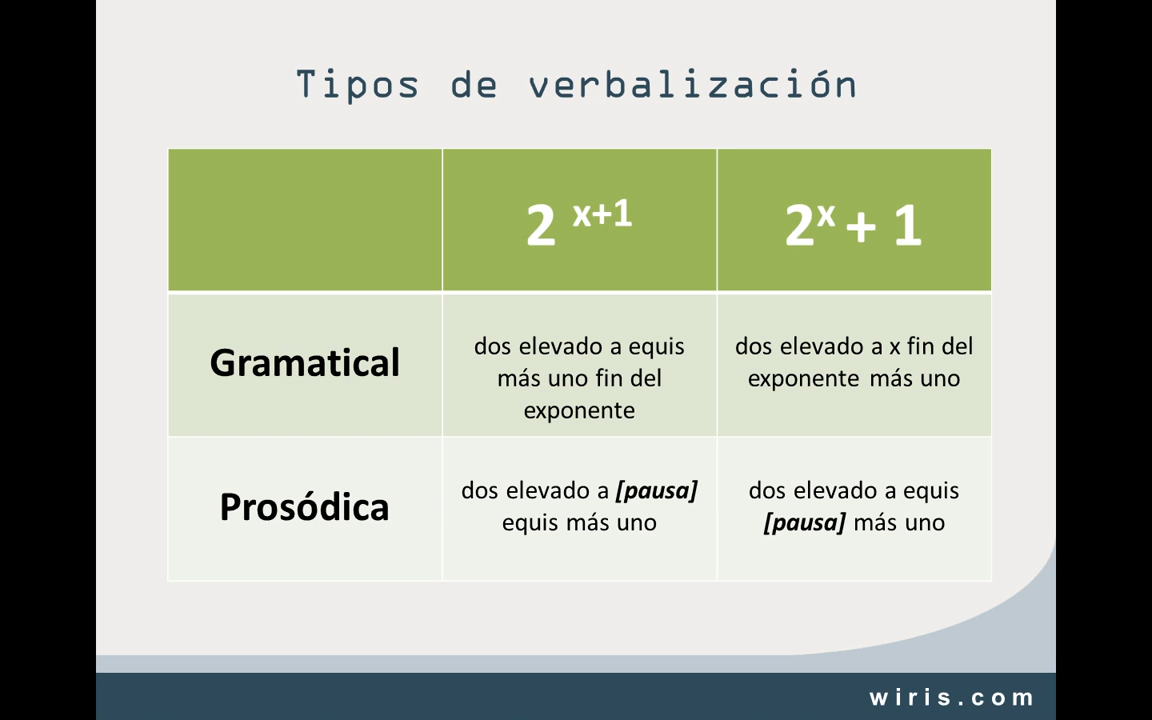 Tipos de verbalización
2 ˣ⁺¹
2ˣ + 1
Gramatical
dos elevado a equis
más uno fin del
exponente
dos elevado a x fin del
exponente más uno
Prosódica
dos elevado a [pausa]
equis más uno
dos elevado a equis
[pausa] más uno
wiris.com